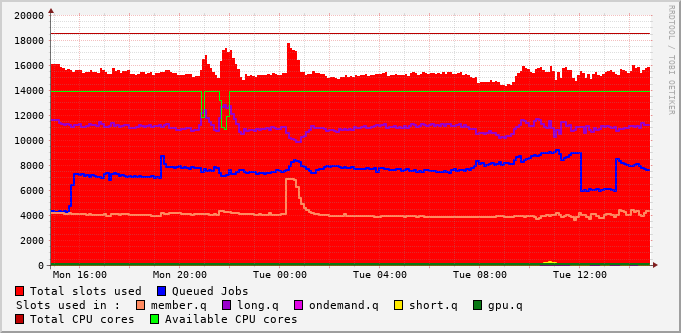 RRDTOOL / TOBI OETIKER
20000
18000
16000
14000
12000
10000
8000
6000
4000
2000
0
Mon 16:00 Mon 20:00 Tue 00:00 Tue 04:00 Tue 08:00 Tue 12:00
Total slots used Queued Jobs
Slots used in : member.q long.q ondemand.q short.q gpu.q
Total CPU cores Available CPU cores